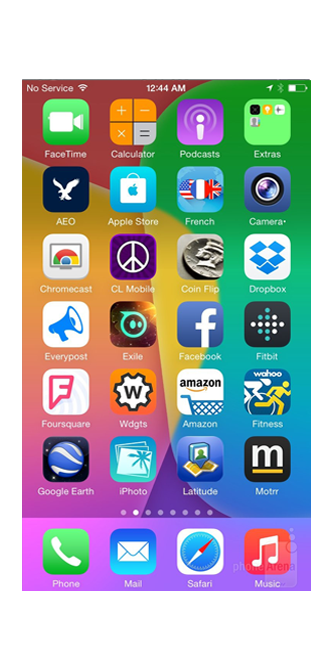 No Service 12:44 AM
FaceTime Calculator Podcasts Extras
AEO Apple Store French Camera+
Chromecast CL Mobile Coin Flip Dropbox
f
Everypost Exile Facebook Fitbit
W amazon wahoo
Foursquare Wdgts Amazon Fitness
m
Google Earth iPhoto Latitude Motrr
phoneArena
Phone Mail Safari Music